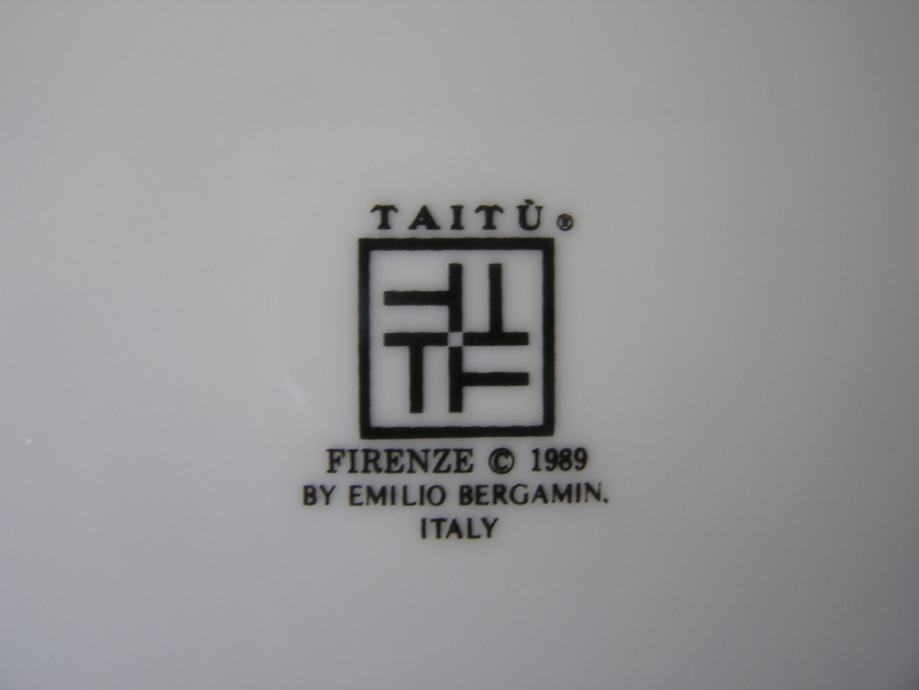 TAITÙ®
FIRENZE © 1989
BY EMILIO BERGAMIN.
ITALY